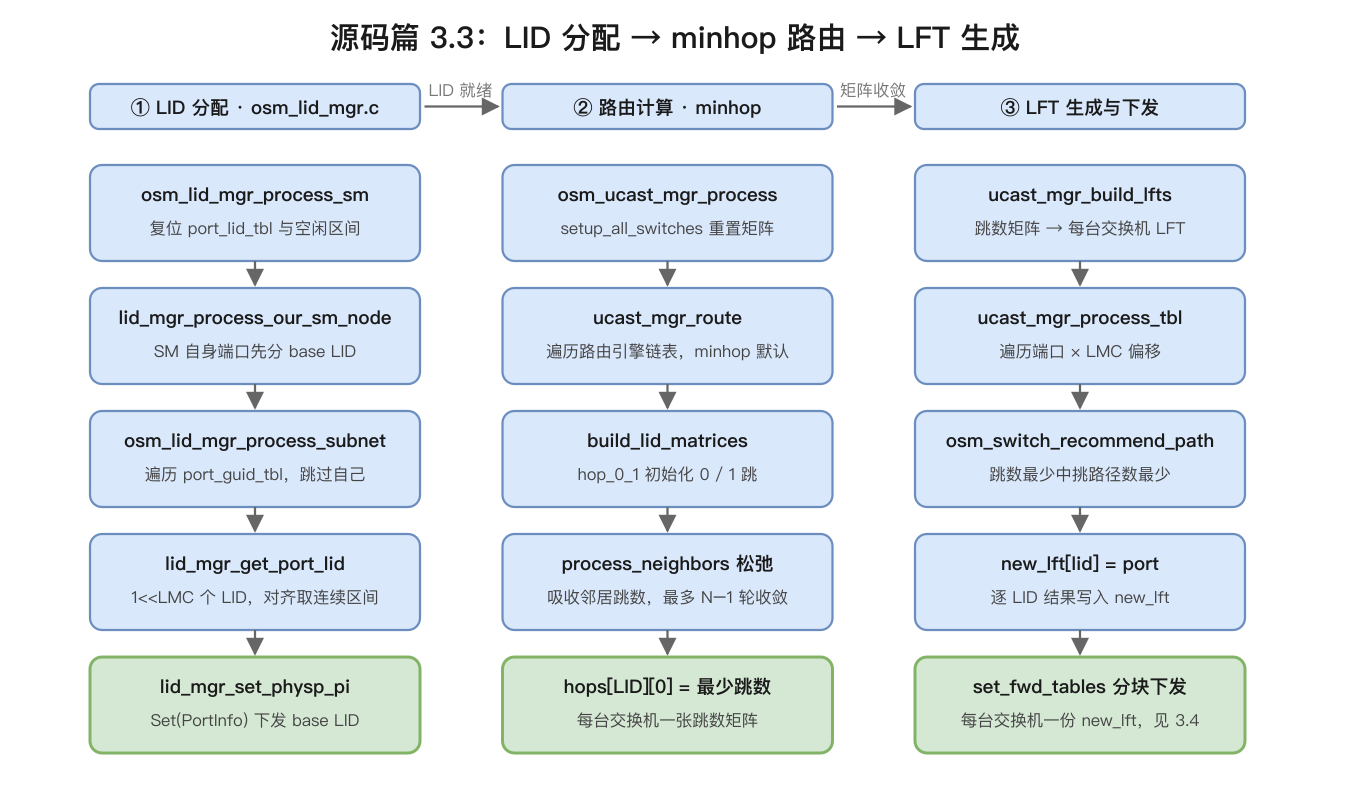 源码篇 3.3：LID 分配 → minhop 路由 → LFT 生成
① LID 分配 · osm_lid_mgr.c
LID 就绪
② 路由计算 · minhop
矩阵收敛
③ LFT 生成与下发
osm_lid_mgr_process_sm
复位 port_lid_tbl 与空闲区间
lid_mgr_process_our_sm_node
SM 自身端口先分 base LID
osm_lid_mgr_process_subnet
遍历 port_guid_tbl，跳过自己
lid_mgr_get_port_lid
1<<LMC 个 LID，对齐取连续区间
lid_mgr_set_physp_pi
Set(PortInfo) 下发 base LID
osm_ucast_mgr_process
setup_all_switches 重置矩阵
ucast_mgr_route
遍历路由引擎链表，minhop 默认
build_lid_matrices
hop_0_1 初始化 0 / 1 跳
process_neighbors 松弛
吸收邻居跳数，最多 N−1 轮收敛
hops[LID][0] = 最少跳数
每台交换机一张跳数矩阵
ucast_mgr_build_lfts
跳数矩阵 → 每台交换机 LFT
ucast_mgr_process_tbl
遍历端口 × LMC 偏移
osm_switch_recommend_path
跳数最少中挑路径数最少
new_lft[lid] = port
逐 LID 结果写入 new_lft
set_fwd_tables 分块下发
每台交换机一份 new_lft，见 3.4